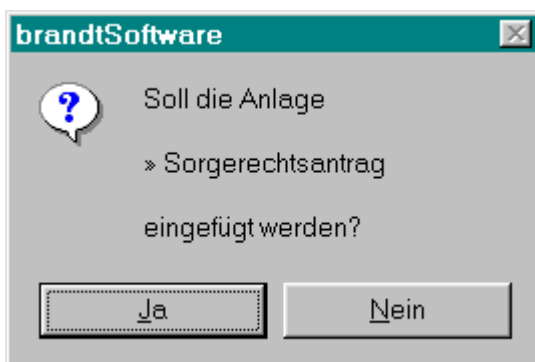 brandtSoftware
Soll die Anlage
» Sorgerechtsantrag
eingefügt werden?
Ja
Nein